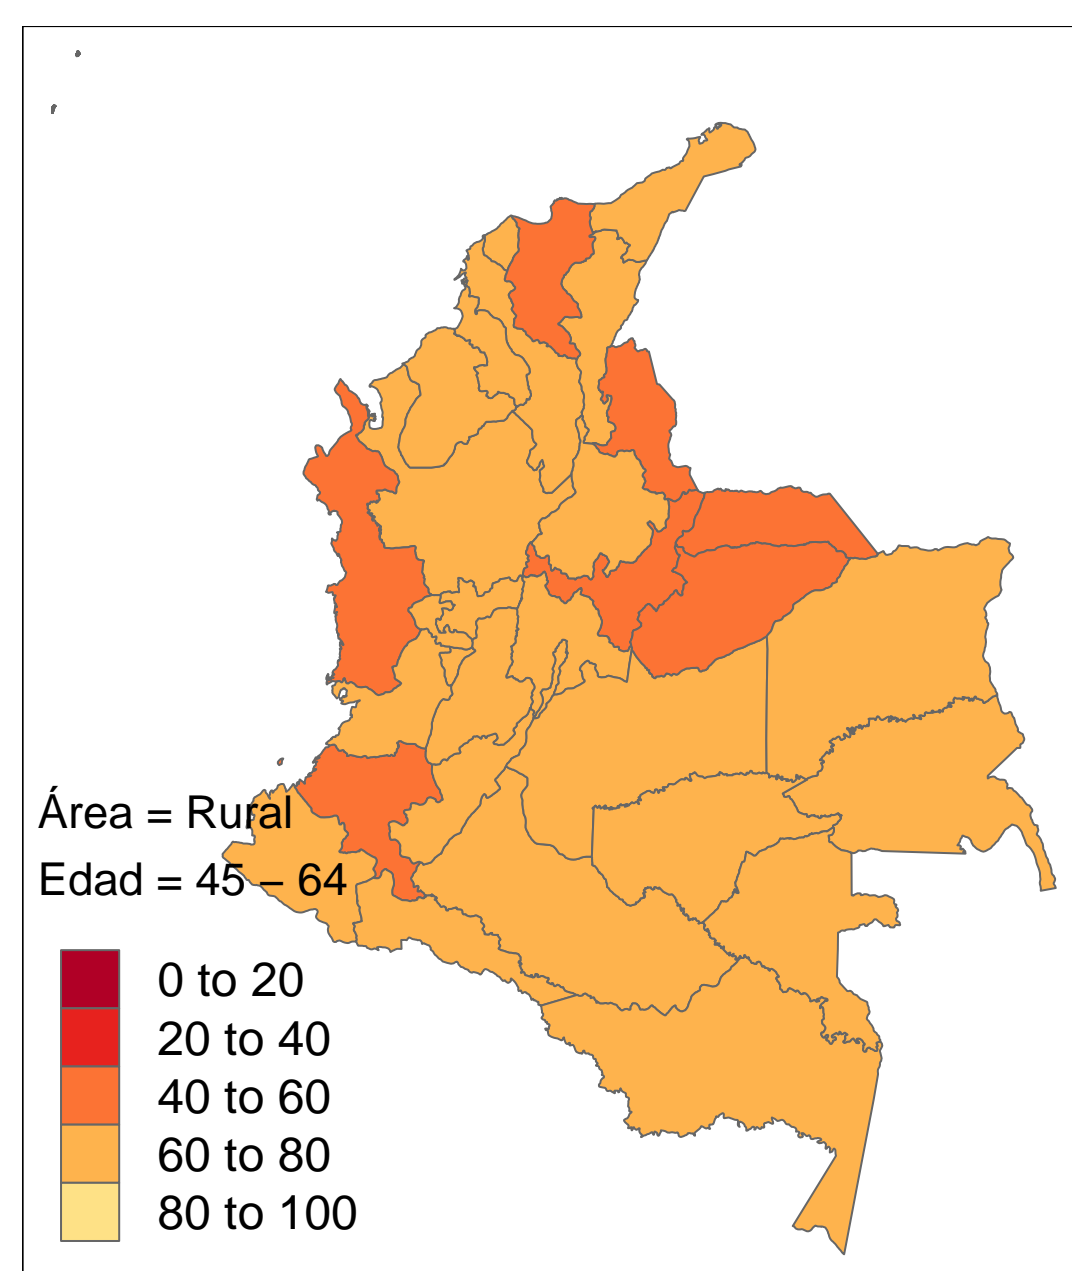 Área = Rural
Edad = 45 – 64
0 to 20
20 to 40
40 to 60
60 to 80
80 to 100